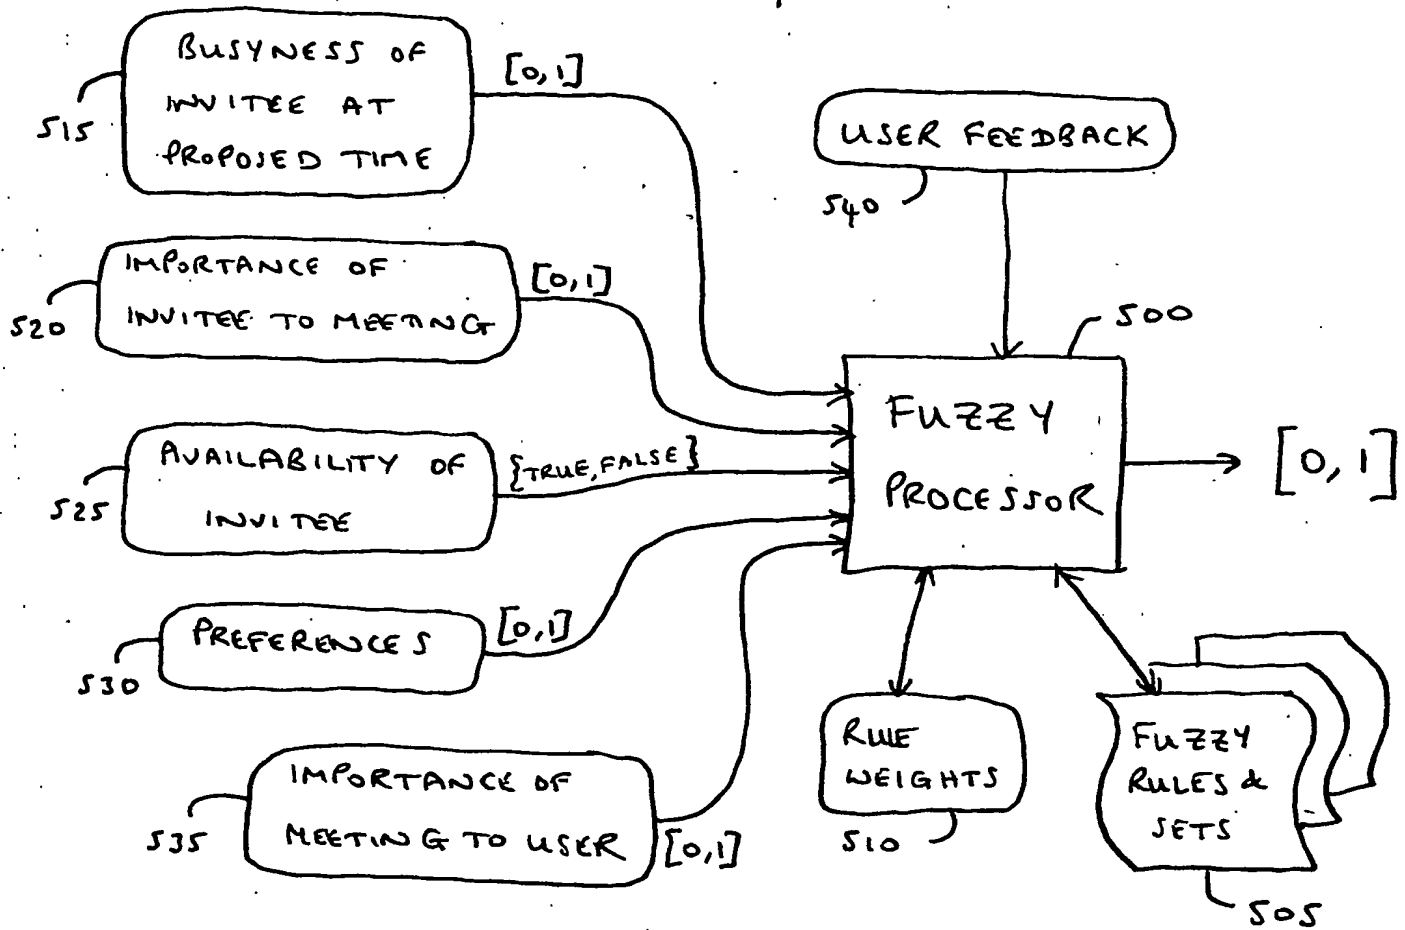 BUSYNESS OF
INVITEE AT
PROPOSED TIME
[0,1]
515
USER FEEDBACK
540
IMPORTANCE OF
INVITEE TO MEETING
[0,1]
520
500
FUZZY
PROCESSOR
[0,1]
AVAILABILITY OF
INVITEE
{TRUE, FALSE}
525
PREFERENCES
[0,1]
530
IMPORTANCE OF
MEETING TO USER
[0,1]
535
RULE
WEIGHTS
510
FUZZY
RULES &
SETS
505